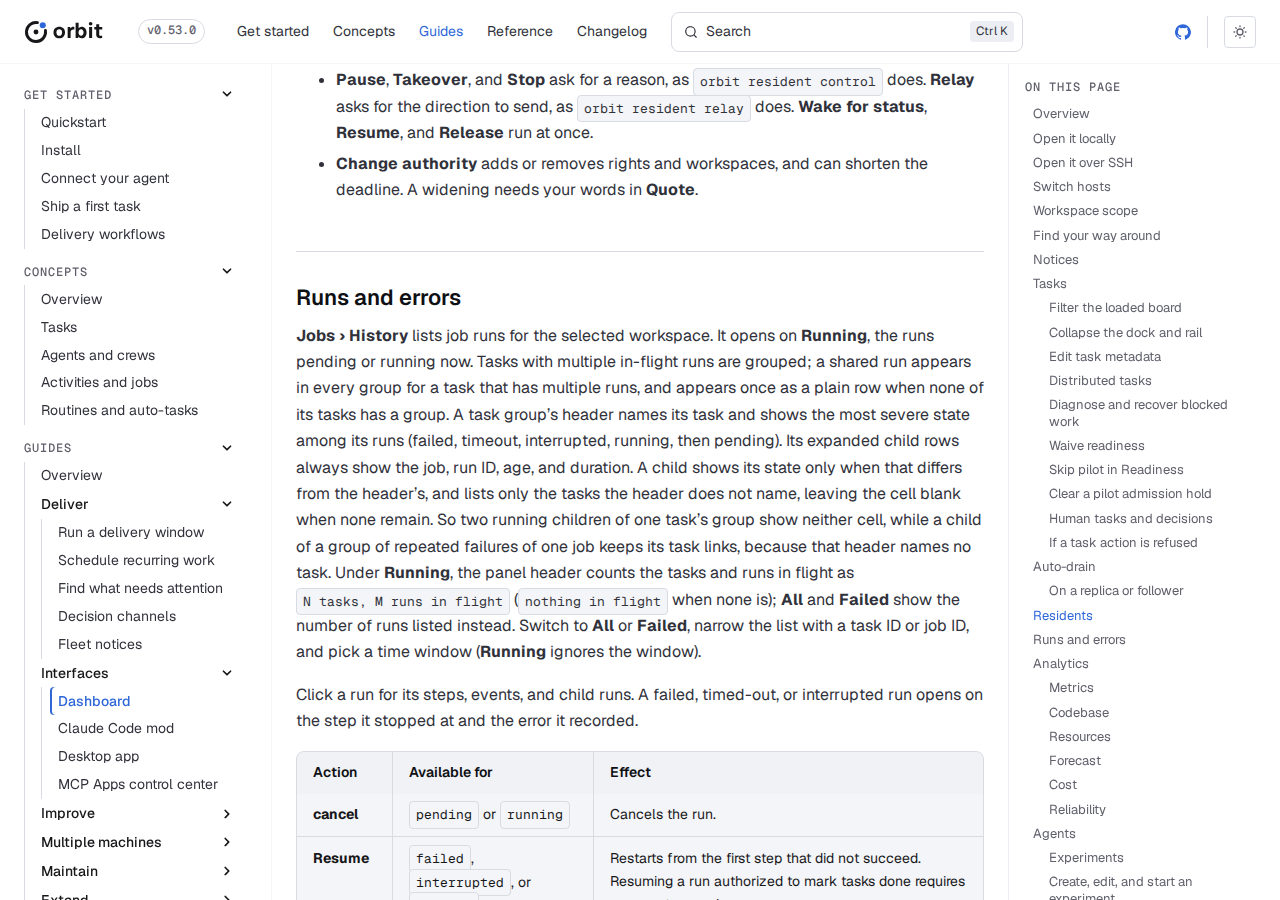 orbit
v0.53.0
Get started
Concepts
Guides
Reference
Changelog
Search
Ctrl K
GET STARTED
Quickstart
Install
Connect your agent
Ship a first task
Delivery workflows
CONCEPTS
Overview
Tasks
Agents and crews
Activities and jobs
Routines and auto-tasks
GUIDES
Overview
Deliver
Run a delivery window
Schedule recurring work
Find what needs attention
Decision channels
Fleet notices
Interfaces
Dashboard
Claude Code mod
Desktop app
MCP Apps control center
Improve
Multiple machines
Maintain
Extend
Pause, Takeover, and Stop ask for a reason, as orbit resident control does. Relay
asks for the direction to send, as orbit resident relay does. Wake for status,
Resume, and Release run at once.
Change authority adds or removes rights and workspaces, and can shorten the
deadline. A widening needs your words in Quote.
Runs and errors
Jobs › History lists job runs for the selected workspace. It opens on Running, the runs
pending or running now. Tasks with multiple in-flight runs are grouped; a shared run appears
in every group for a task that has multiple runs, and appears once as a plain row when none of
its tasks has a group. A task group’s header names its task and shows the most severe state
among its runs (failed, timeout, interrupted, running, then pending). Its expanded child rows
always show the job, run ID, age, and duration. A child shows its state only when that differs
from the header’s, and lists only the tasks the header does not name, leaving the cell blank
when none remain. So two running children of one task’s group show neither cell, while a child
of a group of repeated failures of one job keeps its task links, because that header names no
task. Under Running, the panel header counts the tasks and runs in flight as
N tasks, M runs in flight (nothing in flight when none is); All and Failed show the
number of runs listed instead. Switch to All or Failed, narrow the list with a task ID or job ID,
and pick a time window (Running ignores the window).
Click a run for its steps, events, and child runs. A failed, timed-out, or interrupted run opens on
the step it stopped at and the error it recorded.
Action
Available for
Effect
cancel
pending or running
Cancels the run.
Resume
failed,
interrupted, or
Restarts from the first step that did not succeed.
Resuming a run authorized to mark tasks done requires
ON THIS PAGE
Overview
Open it locally
Open it over SSH
Switch hosts
Workspace scope
Find your way around
Notices
Tasks
Filter the loaded board
Collapse the dock and rail
Edit task metadata
Distributed tasks
Diagnose and recover blocked
work
Waive readiness
Skip pilot in Readiness
Clear a pilot admission hold
Human tasks and decisions
If a task action is refused
Auto-drain
On a replica or follower
Residents
Runs and errors
Analytics
Metrics
Codebase
Resources
Forecast
Cost
Reliability
Agents
Experiments
Create, edit, and start an
experiment